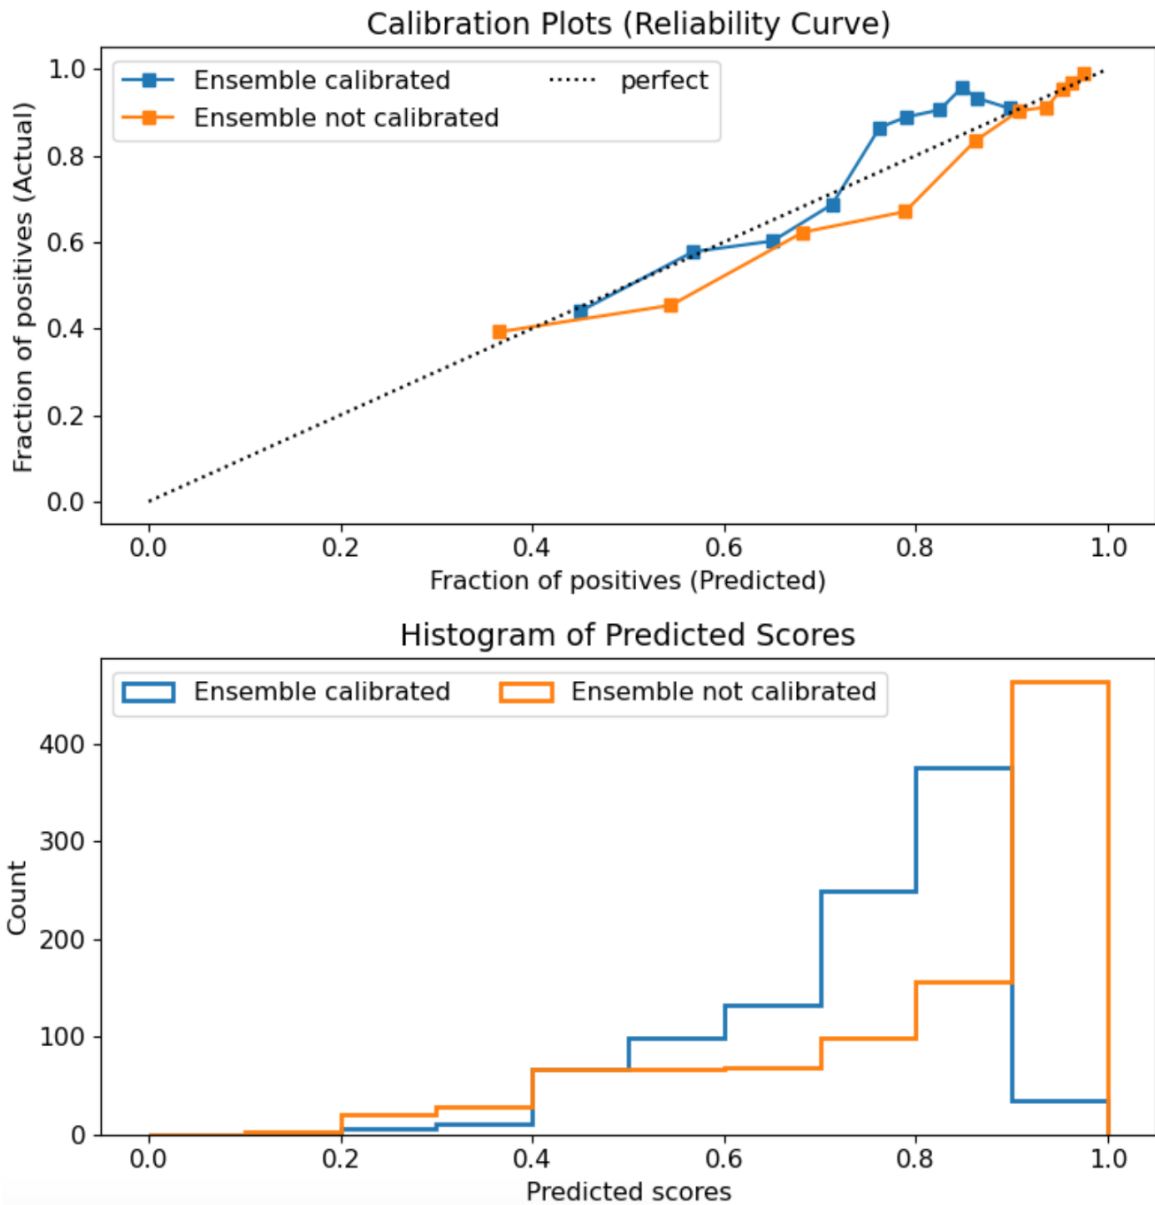 Calibration Plots (Reliability Curve)
Ensemble calibrated perfect
Ensemble not calibrated
Fraction of positives (Actual)
1.0
0.8
0.6
0.4
0.2
0.0
0.0 0.2 0.4 0.6 0.8 1.0
Fraction of positives (Predicted)
Histogram of Predicted Scores
Ensemble calibrated Ensemble not calibrated
Count
400
300
200
100
0
0.0 0.2 0.4 0.6 0.8 1.0
Predicted scores